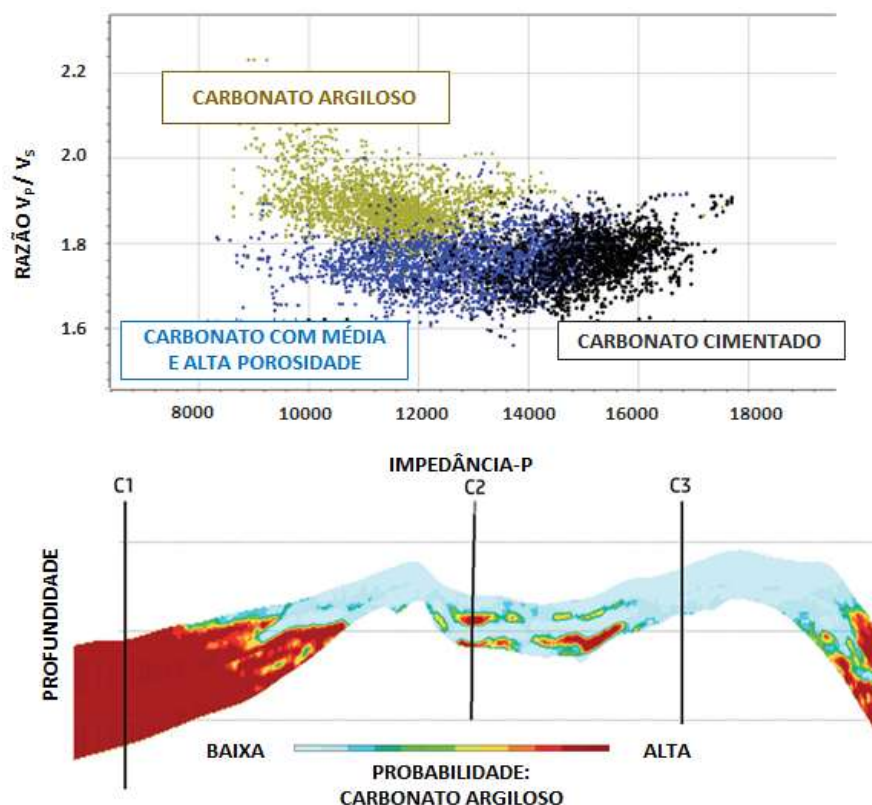 2.2
CARBONATO ARGILOSO
2.0
RAZÃO VP / VS
1.8
1.6
CARBONATO COM MÉDIA
E ALTA POROSIDADE
CARBONATO CIMENTADO
8000 10000 12000 14000 16000 18000
IMPEDÂNCIA-P
C1 C2 C3
PROFUNDIDADE
BAIXA ALTA
PROBABILIDADE:
CARBONATO ARGILOSO